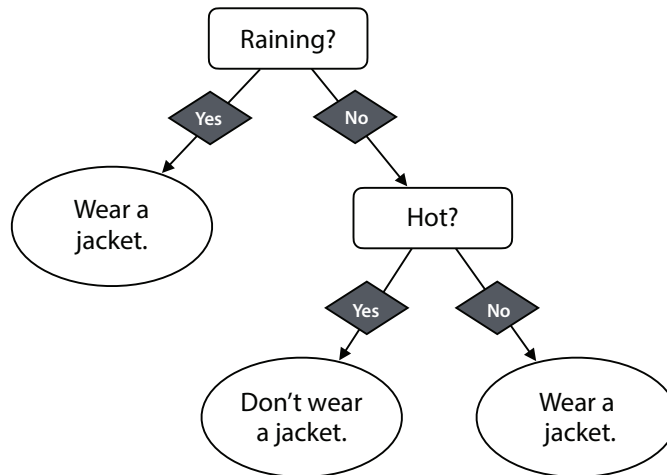 Raining?
Yes
No
Wear a
jacket.
Hot?
Yes
No
Don't wear
a jacket.
Wear a
jacket.